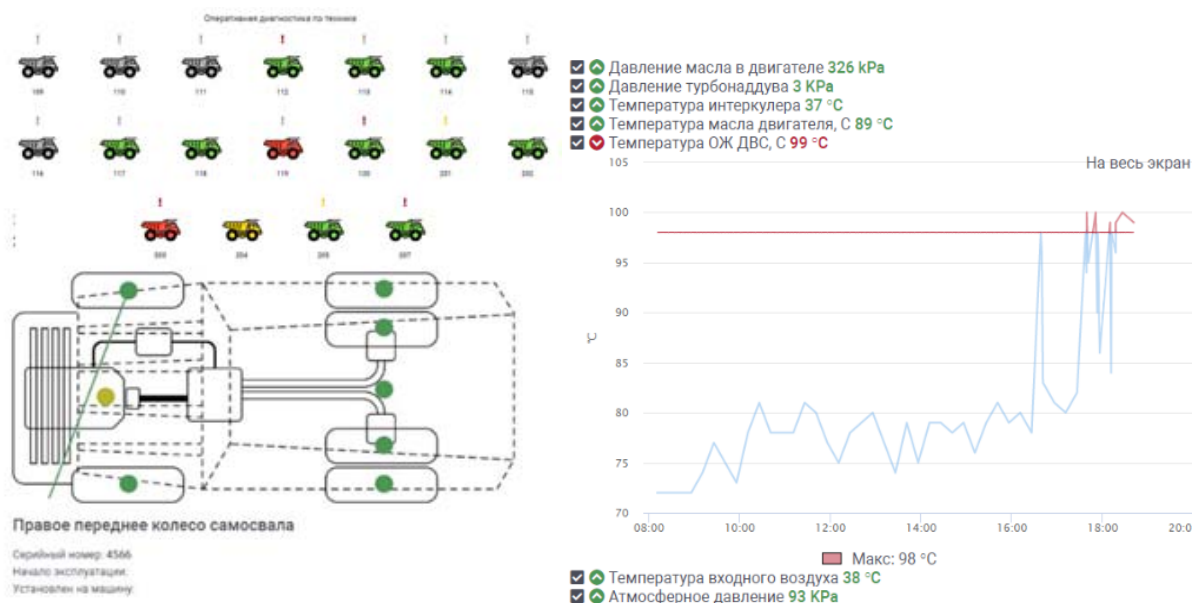 Оперативная диагностика по технике
109 110 111 112 113 114 115
116 117 118 119 120 201 202
203 204 205 207
Правое переднее колесо самосвала
Серийный номер: 4566
Начало эксплуатации:
Установлен на машину:
Давление масла в двигателе 326 kPa
Давление турбонаддува 3 KPa
Температура интеркулера 37 °C
Температура масла двигателя, С 89 °C
Температура ОЖ ДВС, С 99 °C
На весь экран
105
100
95
90
85
80
75
70
°C
08:00 10:00 12:00 14:00 16:00 18:00 20:0
Макс: 98 °C
Температура входного воздуха 38 °C
Атмосферное давление 93 KPa